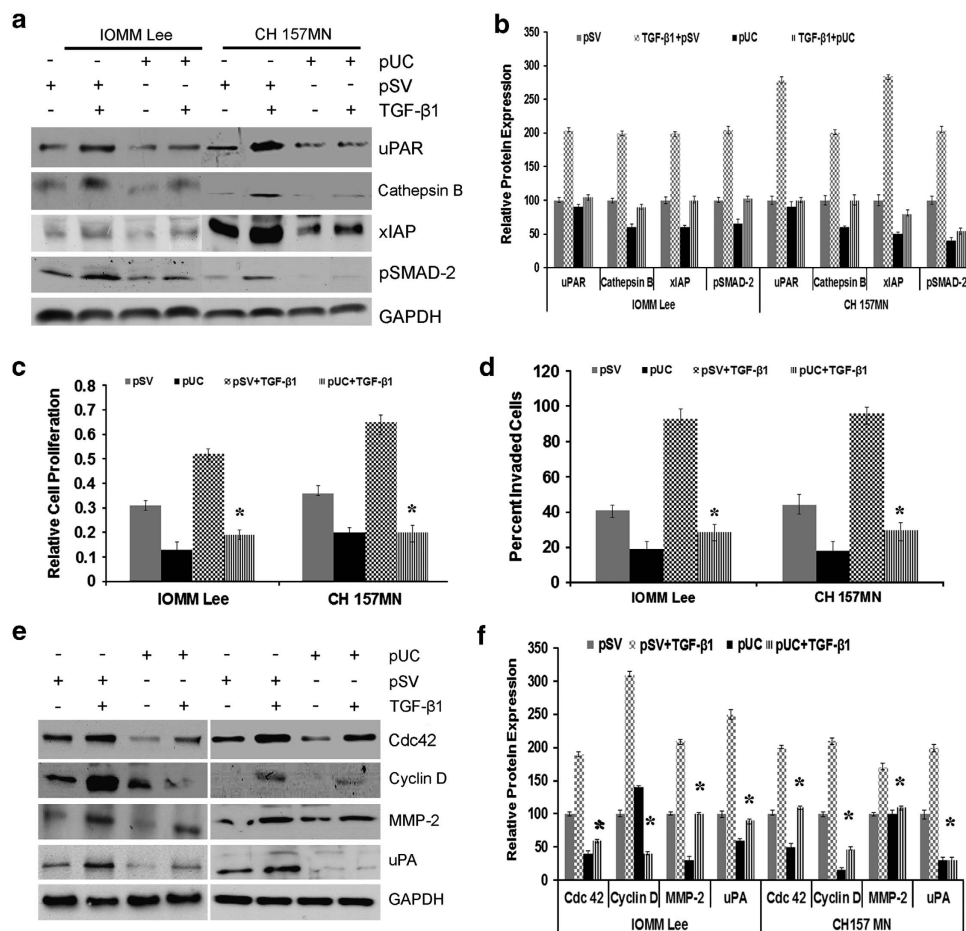 a
IOMM Lee CH 157MN
- - + + - - + + pUC
+ + - - + + - - pSV
- + - + - + - + TGF-β1
uPAR
Cathepsin B
xIAP
pSMAD-2
GAPDH
b
pSV TGF-β1+pSV pUC TGF-β1+pUC
Relative Protein Expression
350
300
250
200
150
100
50
0
uPAR Cathepsin B xIAP pSMAD-2 uPAR Cathepsin B xIAP pSMAD-2
IOMM Lee CH 157MN
c
pSV pUC pSV+TGF-β1 pUC+TGF-β1
Relative Cell Proliferation
0.8
0.7
0.6
0.5
0.4
0.3
0.2
0.1
0
* *
IOMM Lee CH 157MN
d
pSV pUC pSV+TGF-β1 pUC+TGF-β1
Percent Invaded Cells
120
100
80
60
40
20
0
* *
IOMM Lee CH 157MN
e
- - + + - - + + pUC
+ + - - + + - - pSV
- + - + - + - + TGF-β1
Cdc42
Cyclin D
MMP-2
uPA
GAPDH
f
pSV pSV+TGF-β1 pUC pUC+TGF-β1
Relative Protein Expression
350
300
250
200
150
100
50
0
* * * * * * * *
Cdc 42 Cyclin D MMP-2 uPA Cdc 42 Cyclin D MMP-2 uPA
IOMM Lee CH157 MN